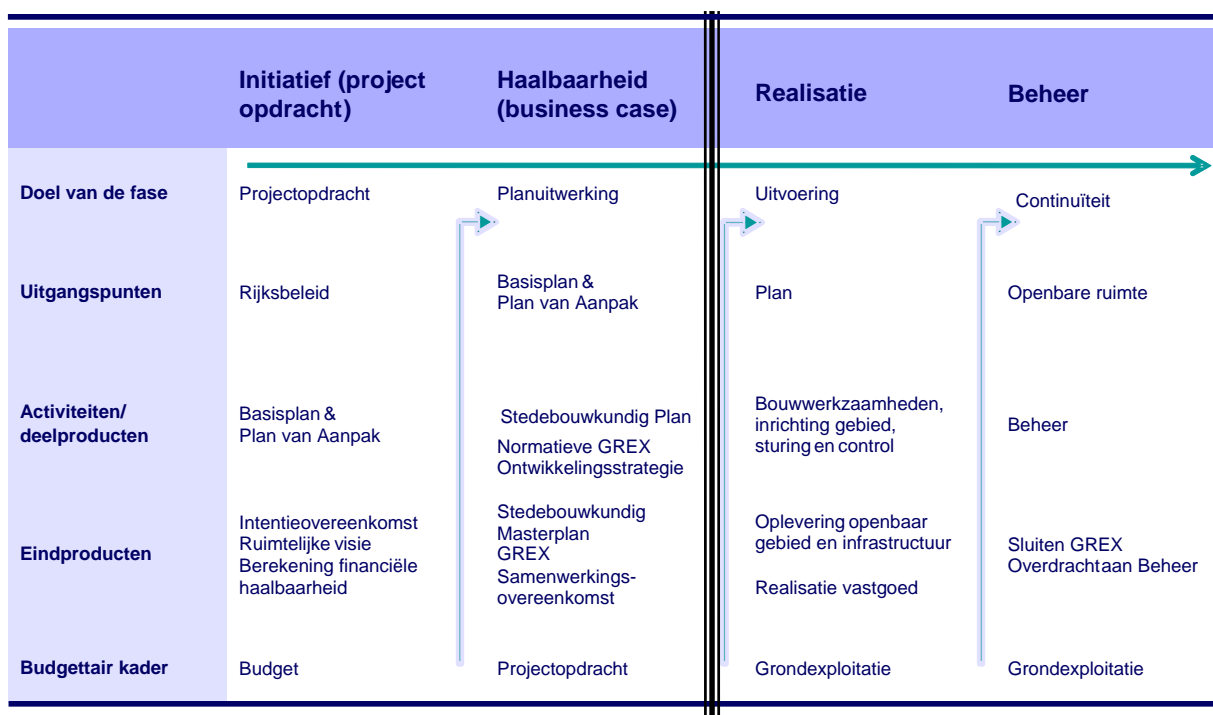 Initiatief (project
opdracht)
Haalbaarheid
(business case)
Realisatie
Beheer
Doel van de fase
Projectopdracht
Planuitwerking
Uitvoering
Continuïteit
Uitgangspunten
Rijksbeleid
Basisplan &
Plan van Aanpak
Plan
Openbare ruimte
Activiteiten/
deelproducten
Basisplan &
Plan van Aanpak
Stedebouwkundig Plan
Normatieve GREX
Ontwikkelingsstrategie
Bouwwerkzaamheden,
inrichting gebied,
sturing en control
Beheer
Eindproducten
Intentieovereenkomst
Ruimtelijke visie
Berekening financiële
haalbaarheid
Stedebouwkundig
Masterplan
GREX
Samenwerkings-
overeenkomst
Oplevering openbaar
gebied en infrastructuur
Realisatie vastgoed
Sluiten GREX
Overdrachtaan Beheer
Budgettair kader
Budget
Projectopdracht
Grondexploitatie
Grondexploitatie